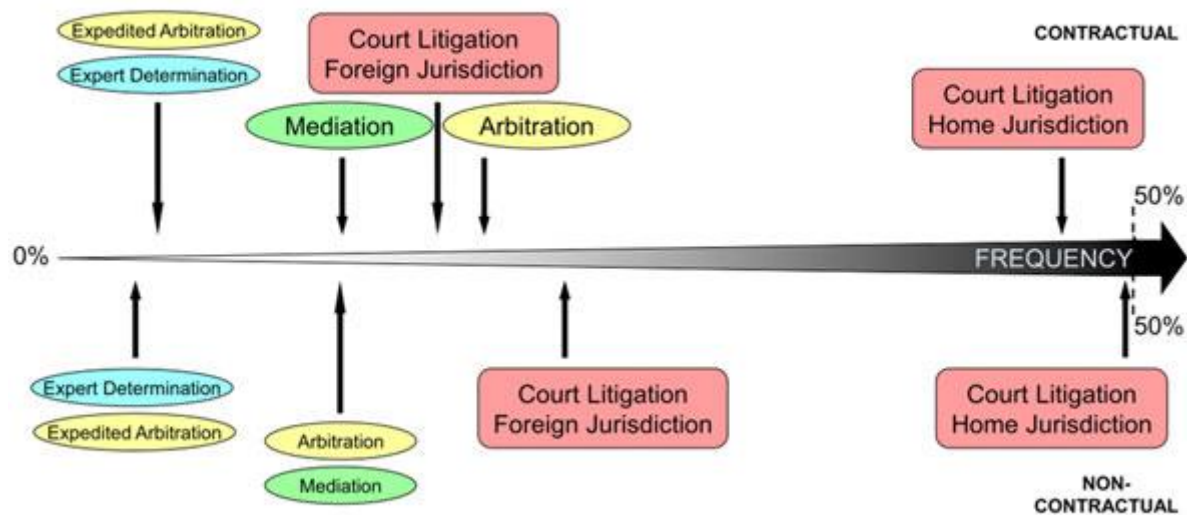 Expedited Arbitration
Expert Determination
Court Litigation
Foreign Jurisdiction
CONTRACTUAL
Mediation
Arbitration
Court Litigation
Home Jurisdiction
50%
0%
FREQUENCY
50%
Expert Determination
Expedited Arbitration
Arbitration
Mediation
Court Litigation
Foreign Jurisdiction
Court Litigation
Home Jurisdiction
NON-
CONTRACTUAL